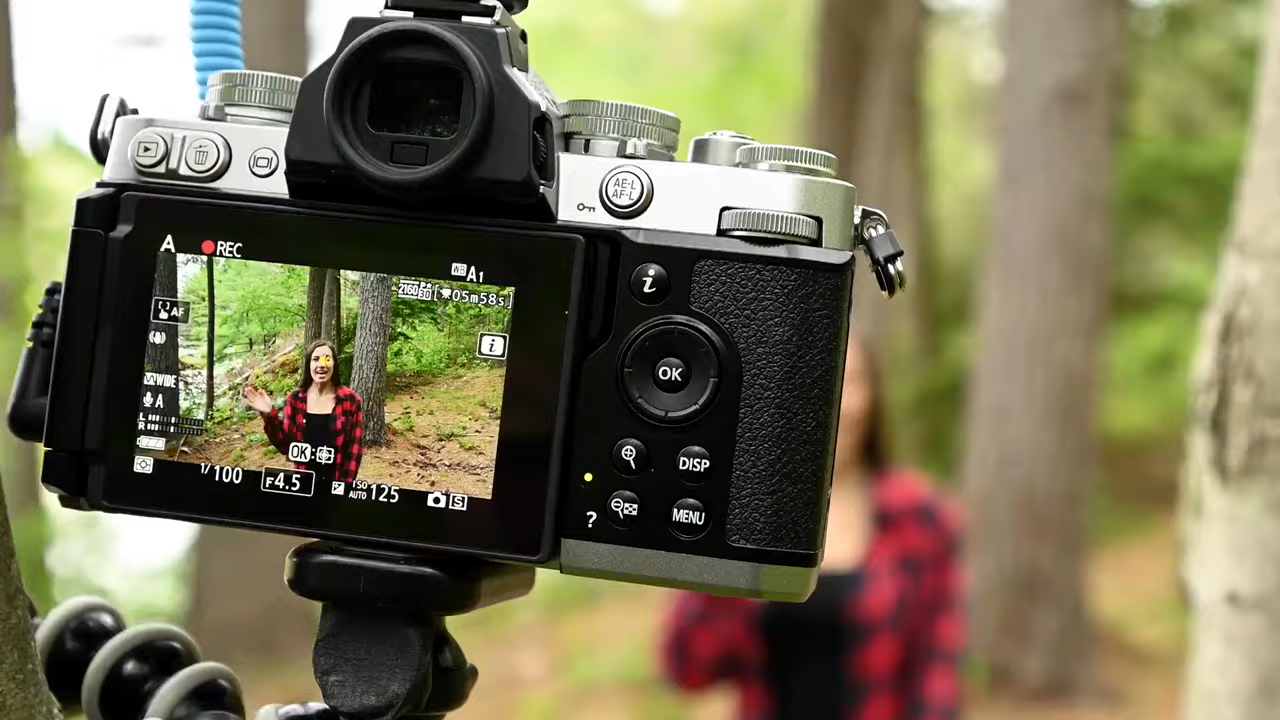 AE-L
AF-L
A REC
WB A1
2160 30 [05m58s]
AF
i
i
WIDE
A
L
R
OK
OK:
1/100 F4.5 ISO AUTO 125 S
DISP
?
MENU